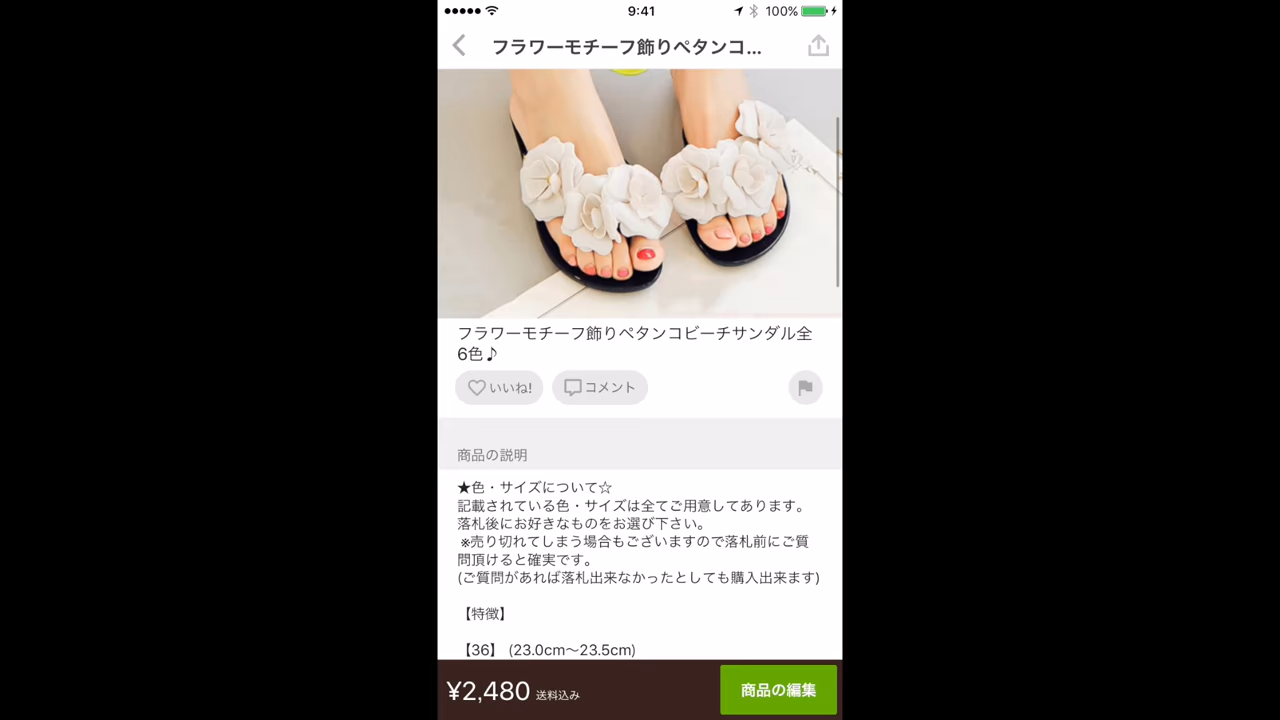 9:41
100%
フラワーモチーフ飾りペタンコ...
フラワーモチーフ飾りペタンコビーチサンダル全
6色♪
いいね!
コメント
商品の説明
★色・サイズについて☆
記載されている色・サイズは全てご用意してあります。
落札後にお好きなものをお選び下さい。
※売り切れてしまう場合もございますので落札前にご質
問頂けると確実です。
(ご質問があれば落札出来なかったとしても購入出来ます)
【特徴】
【36】 (23.0cm〜23.5cm)
¥2,480 送料込み
商品の編集